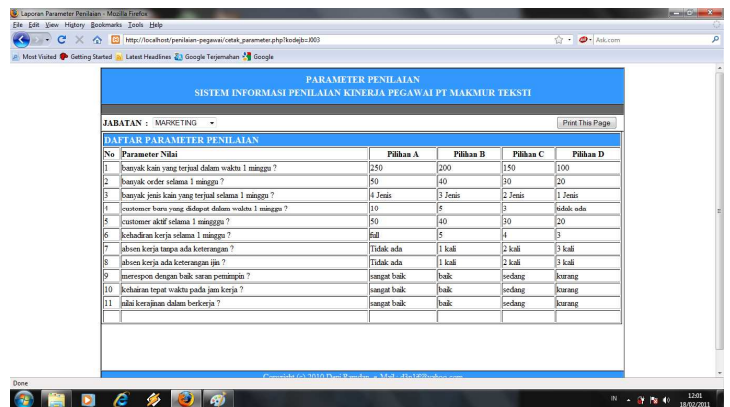 Laporan Parameter Penilaian - Mozilla Firefox
File Edit View History Bookmarks Tools Help
http://localhost/penilaian-pegawai/cetak_parameter.php?kodejb=J003
Ask.com
Most Visited Getting Started Latest Headlines Google Terjemahan Google
PARAMETER PENILAIAN
SISTEM INFORMASI PENILAIAN KINERJA PEGAWAI PT MAKMUR TEKSTI
JABATAN : MARKETING Print This Page
DAFTAR PARAMETER PENILAIAN
No Parameter Nilai Pilihan A Pilihan B Pilihan C Pilihan D
1 banyak kain yang terjual dalam waktu 1 minggu ? 250 200 150 100
2 banyak order selama 1 minggu ? 50 40 30 20
3 banyak jenis kain yang terjual selama 1 minggu ? 4 Jenis 3 Jenis 2 Jenis 1 Jenis
4 customer baru yang didapat dalam waktu 1 minggu ? 10 5 3 tidak ada
5 customer aktif selama 1 mingggu ? 50 40 30 20
6 kehadiran kerja selama 1 minggu ? full 5 4 3
7 absen kerja tanpa ada keterangan ? Tidak ada 1 kali 2 kali 3 kali
8 absen kerja ada keterangan ijin ? Tidak ada 1 kali 2 kali 3 kali
9 merespon dengan baik saran pemimpin ? sangat baik baik sedang kurang
10 kehairan tepat waktu pada jam kerja ? sangat baik baik sedang kurang
11 nilai kerajinan dalam berkerja ? sangat baik baik sedang kurang
Copyright (c) 2010 Deni Ramdan
Done
IN 12:01
18/02/2011